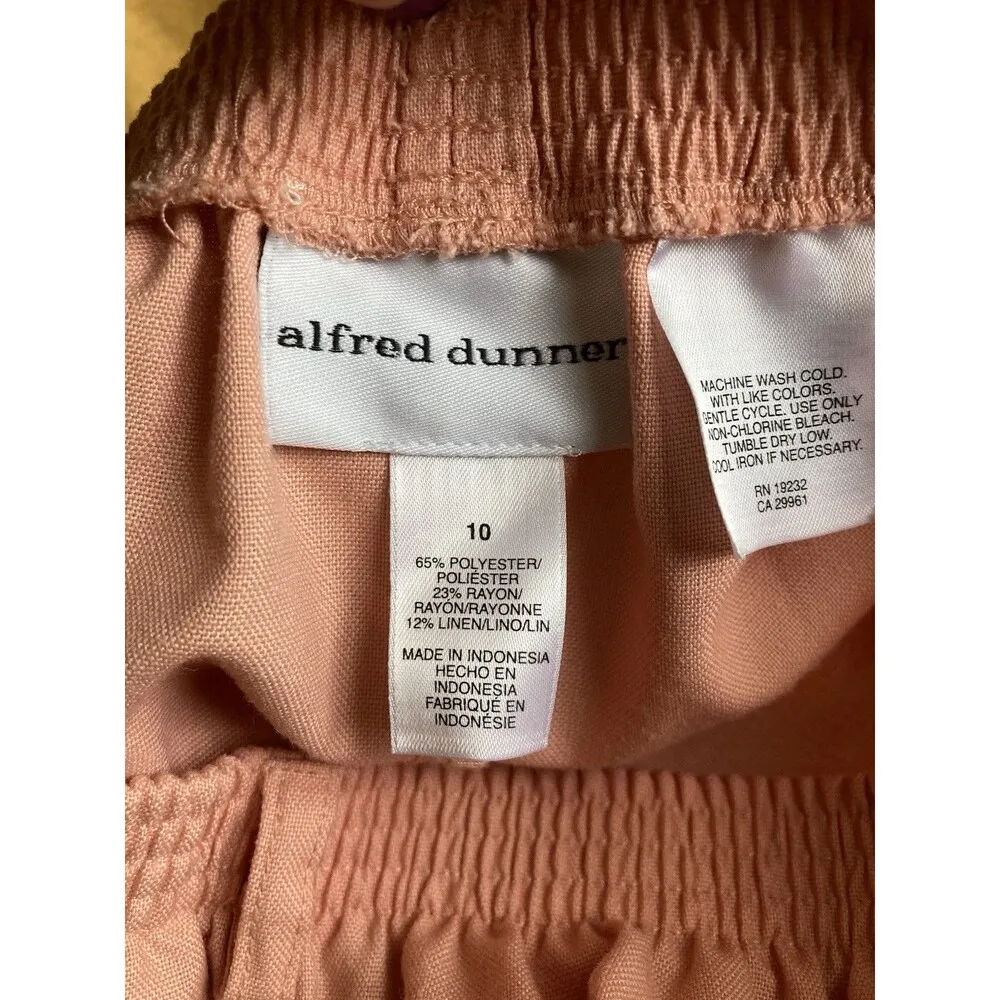 alfred dunner
10
65% POLYESTER/
POLIÉSTER
23% RAYON/
RAYÓN/RAYONNE
12% LINEN/LINO/LIN
MADE IN INDONESIA
HECHO EN
INDONESIA
FABRIQUÉ EN
INDONÉSIE
MACHINE WASH COLD.
WITH LIKE COLORS.
GENTLE CYCLE. USE ONLY
NON-CHLORINE BLEACH.
TUMBLE DRY LOW.
COOL IRON IF NECESSARY.
RN 19232
CA 29961